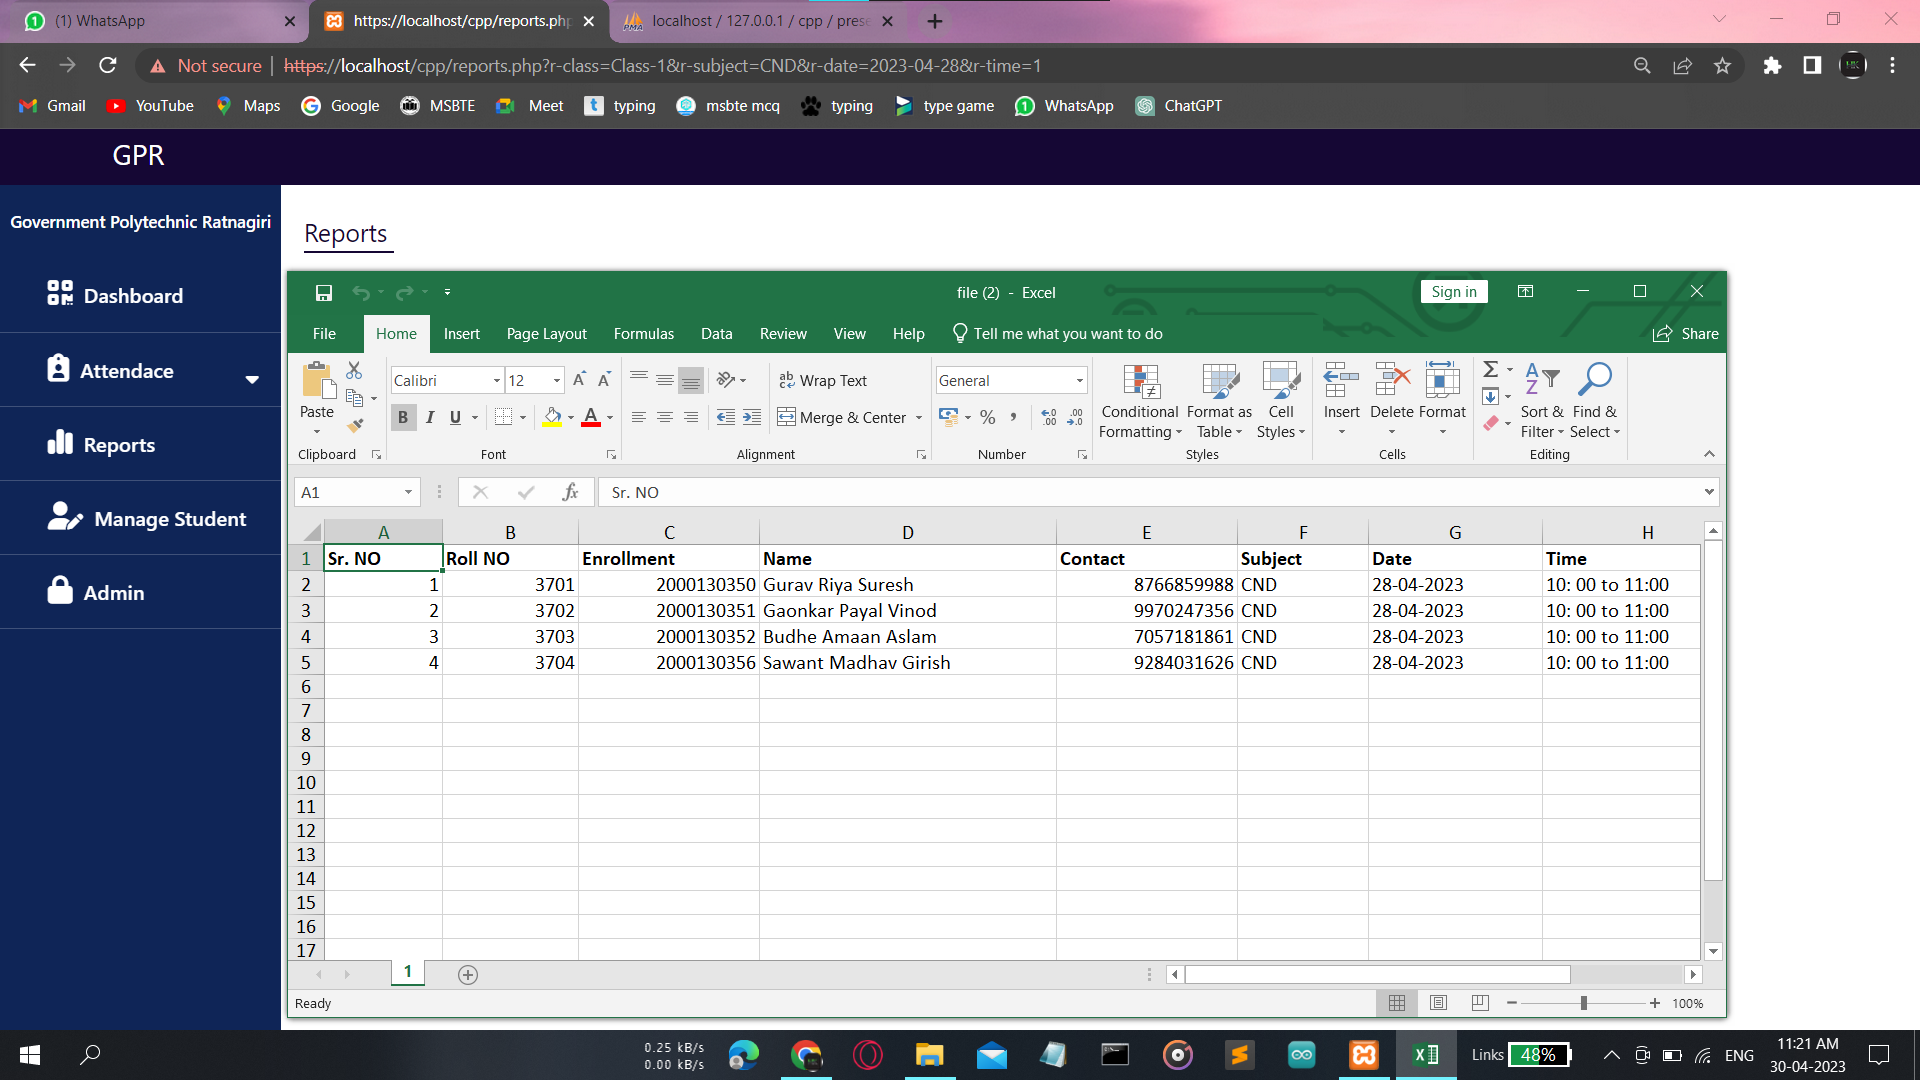 (1) WhatsApp
https://localhost/cpp/reports.php
localhost / 127.0.0.1 / cpp / prese
Not secure | https://localhost/cpp/reports.php?r-class=Class-1&r-subject=CND&r-date=2023-04-28&r-time=1
Gmail YouTube Maps Google MSBTE Meet typing msbte mcq typing type game WhatsApp ChatGPT
GPR
Government Polytechnic Ratnagiri
Dashboard
Attendace
Reports
Manage Student
Admin
Reports
file (2) - Excel
Sign in
File Home Insert Page Layout Formulas Data Review View Help Tell me what you want to do Share
Paste
Clipboard
Calibri 12
B I U
Font
Wrap Text
Merge & Center
Alignment
General
Number
Conditional Formatting
Format as Table
Cell Styles
Styles
Insert Delete Format
Cells
Sort & Filter
Find & Select
Editing
A1 fx Sr. NO
A B C D E F G H
1 Sr. NO Roll NO Enrollment Name Contact Subject Date Time
2 1 3701 2000130350 Gurav Riya Suresh 8766859988 CND 28-04-2023 10: 00 to 11:00
3 2 3702 2000130351 Gaonkar Payal Vinod 9970247356 CND 28-04-2023 10: 00 to 11:00
4 3 3703 2000130352 Budhe Amaan Aslam 7057181861 CND 28-04-2023 10: 00 to 11:00
5 4 3704 2000130356 Sawant Madhav Girish 9284031626 CND 28-04-2023 10: 00 to 11:00
6
7
8
9
10
11
12
13
14
15
16
17
1
Ready
100%
0.25 kB/s
0.00 kB/s
Links 48%
ENG
11:21 AM
30-04-2023